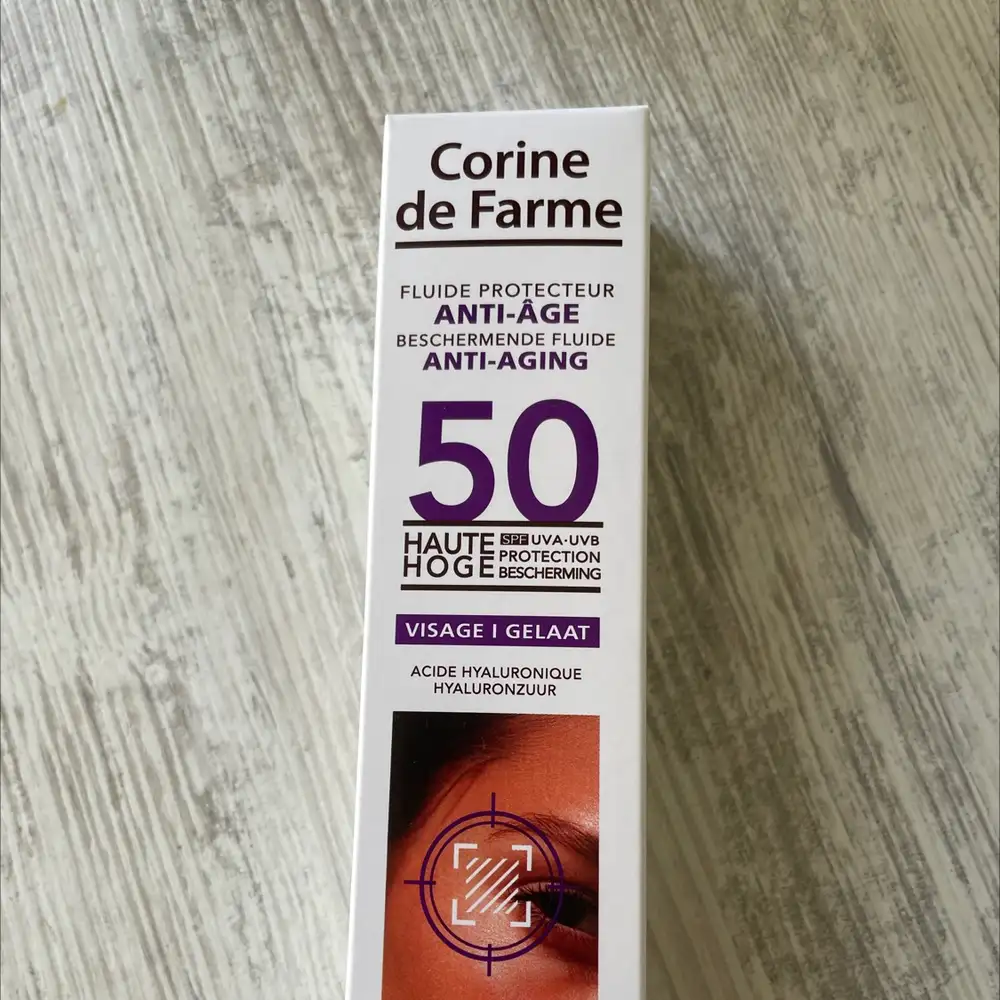 Corine
de Farme
FLUIDE PROTECTEUR
ANTI-ÂGE
BESCHERMENDE FLUIDE
ANTI-AGING
50
HAUTE SPF UVA·UVB
HOGE PROTECTION
BESCHERMING
VISAGE I GELAAT
ACIDE HYALURONIQUE
HYALURONZUUR